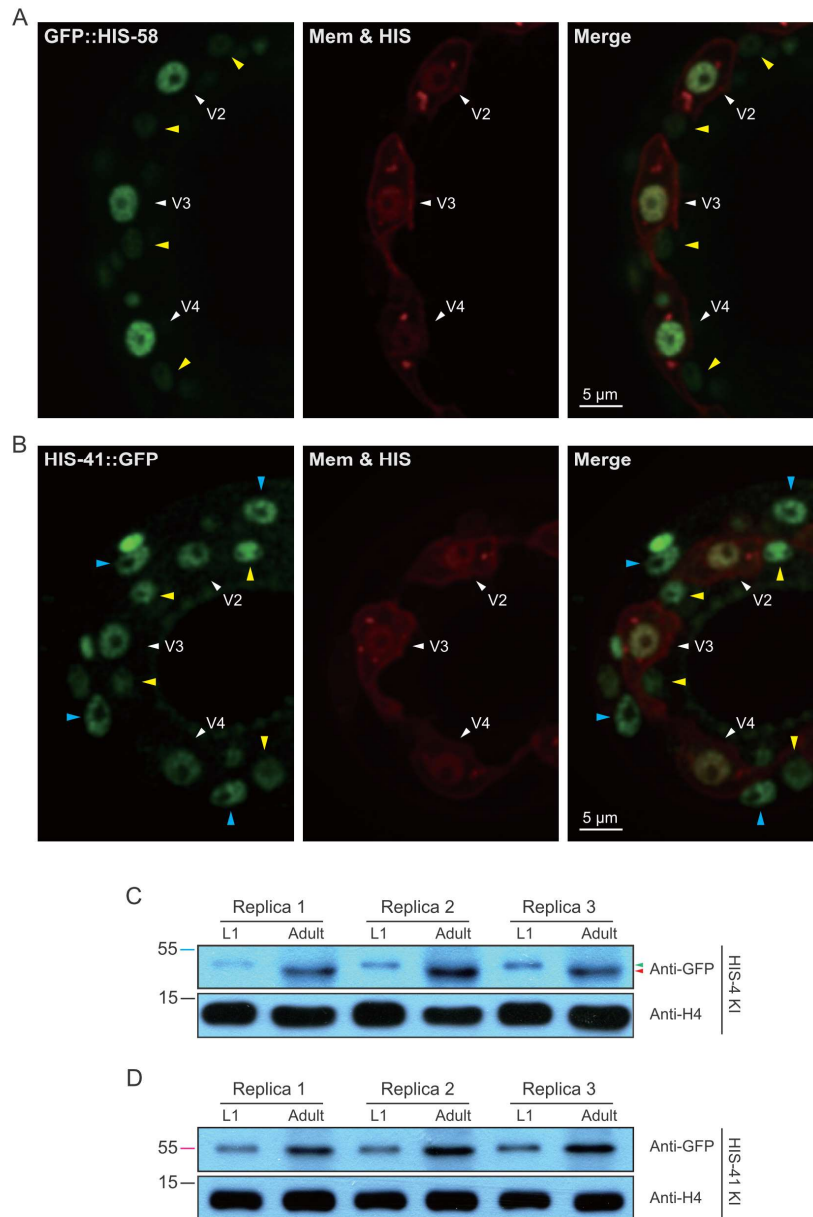 A
GFP::HIS-58
Mem & HIS
Merge
V2
V3
V4
V2
V3
V4
V2
V3
V4
5 μm
B
HIS-41::GFP
Mem & HIS
Merge
V2
V3
V4
V2
V3
V4
V2
V3
V4
5 μm
C
Replica 1 Replica 2 Replica 3
L1 Adult L1 Adult L1 Adult
55
Anti-GFP
15
Anti-H4
HIS-4 KI
D
Replica 1 Replica 2 Replica 3
L1 Adult L1 Adult L1 Adult
55
Anti-GFP
15
Anti-H4
HIS-41 KI